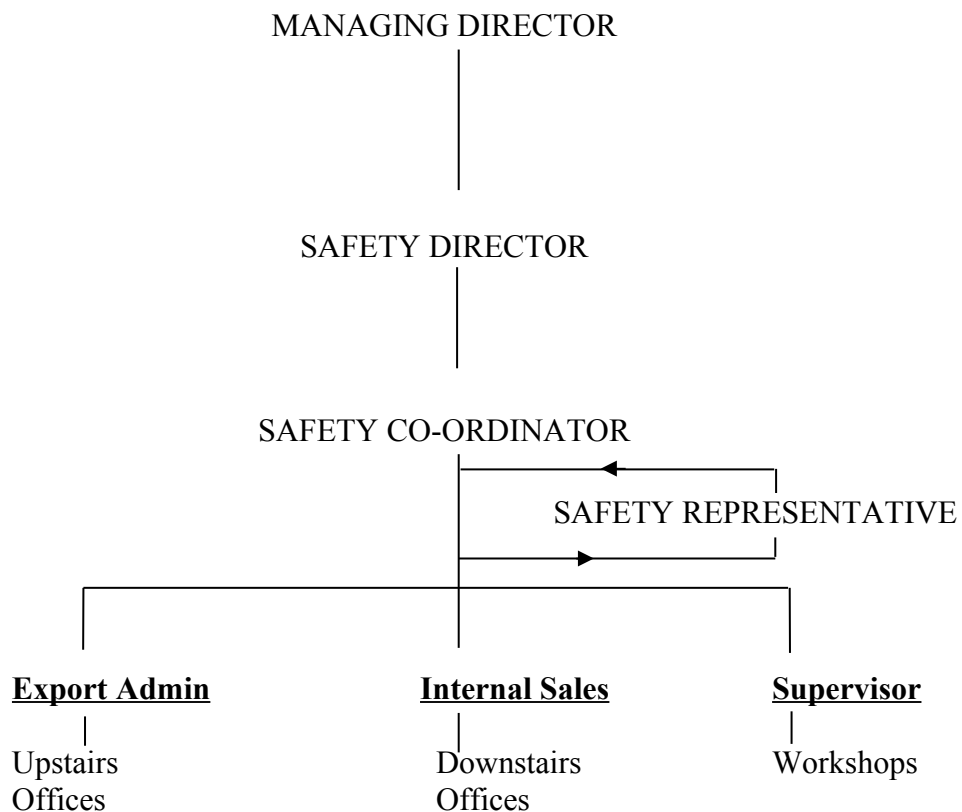 MANAGING DIRECTOR
SAFETY DIRECTOR
SAFETY CO-ORDINATOR
SAFETY REPRESENTATIVE
Export Admin
Internal Sales
Supervisor
Upstairs
Offices
Downstairs
Offices
Workshops